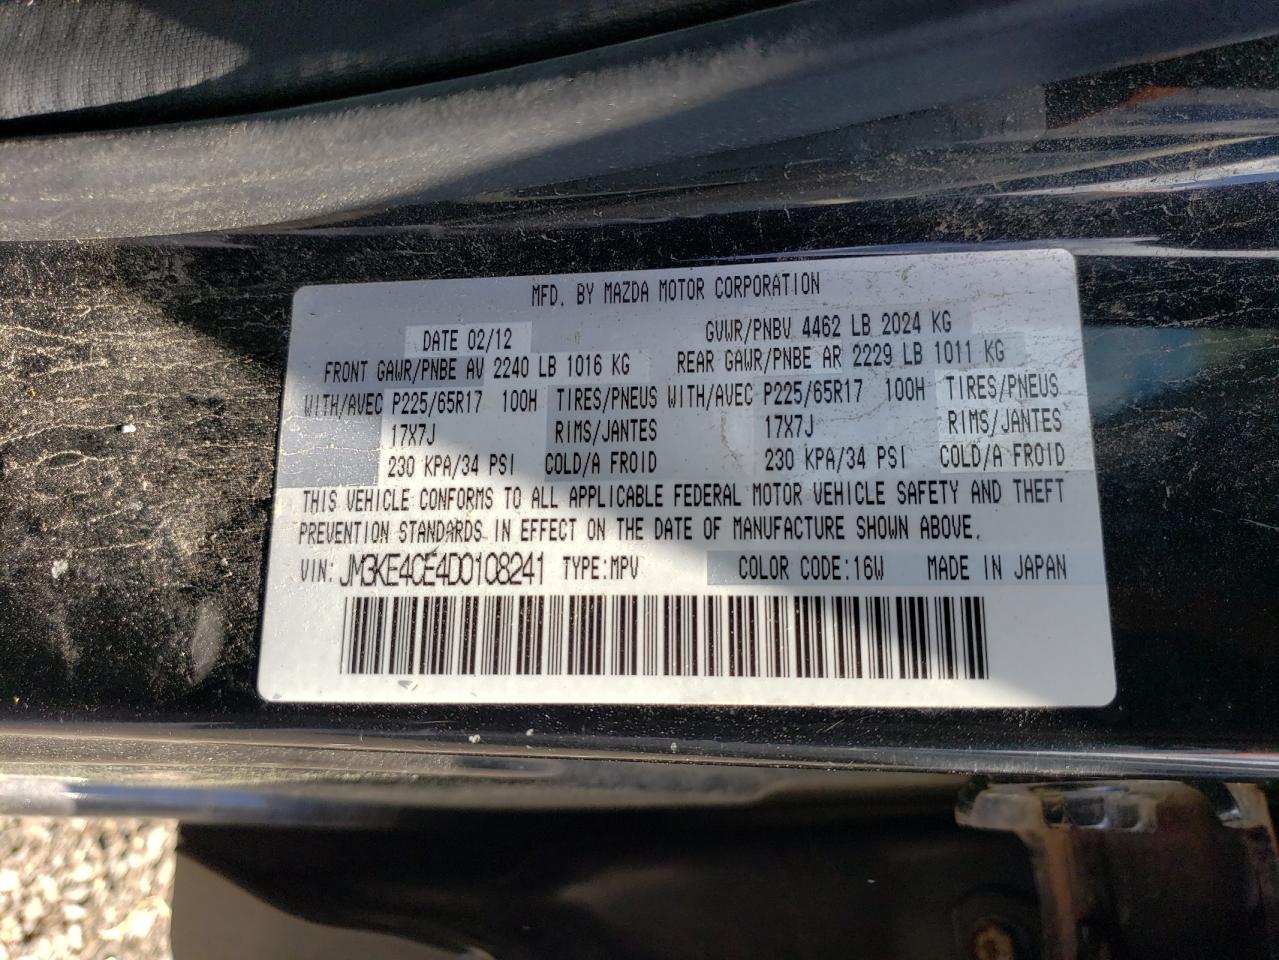 MFD. BY MAZDA MOTOR CORPORATION
DATE 02/12 GVWR/PNBV 4462 LB 2024 KG
FRONT GAWR/PNBE AV 2240 LB 1016 KG REAR GAWR/PNBE AR 2229 LB 1011 KG
WITH/AVEC P225/65R17 100H TIRES/PNEUS WITH/AVEC P225/65R17 100H TIRES/PNEUS
17X7J RIMS/JANTES 17X7J RIMS/JANTES
230 KPA/34 PSI COLD/A FROID 230 KPA/34 PSI COLD/A FROID
THIS VEHICLE CONFORMS TO ALL APPLICABLE FEDERAL MOTOR VEHICLE SAFETY AND THEFT
PREVENTION STANDARDS IN EFFECT ON THE DATE OF MANUFACTURE SHOWN ABOVE.
VIN: JM3KE4CE4D0108241 TYPE:MPV COLOR CODE:16W MADE IN JAPAN